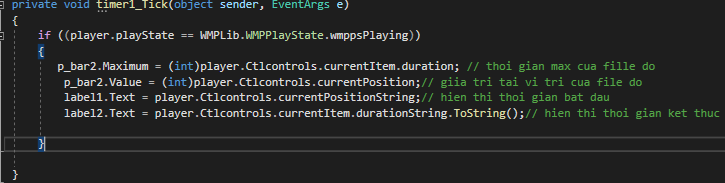 private void timer1_Tick(object sender, EventArgs e)
{
if ((player.playState == WMPLib.WMPPlayState.wmppsPlaying))
{
p_bar2.Maximum = (int)player.Ctlcontrols.currentItem.duration; // thoi gian max cua fille do
p_bar2.Value = (int)player.Ctlcontrols.currentPosition;// giia tri tai vi tri cua file do
label1.Text = player.Ctlcontrols.currentPositionString;// hien thi thoi gian bat dau
label2.Text = player.Ctlcontrols.currentItem.durationString.ToString();// hien thi thoi gian ket thuc
}
}